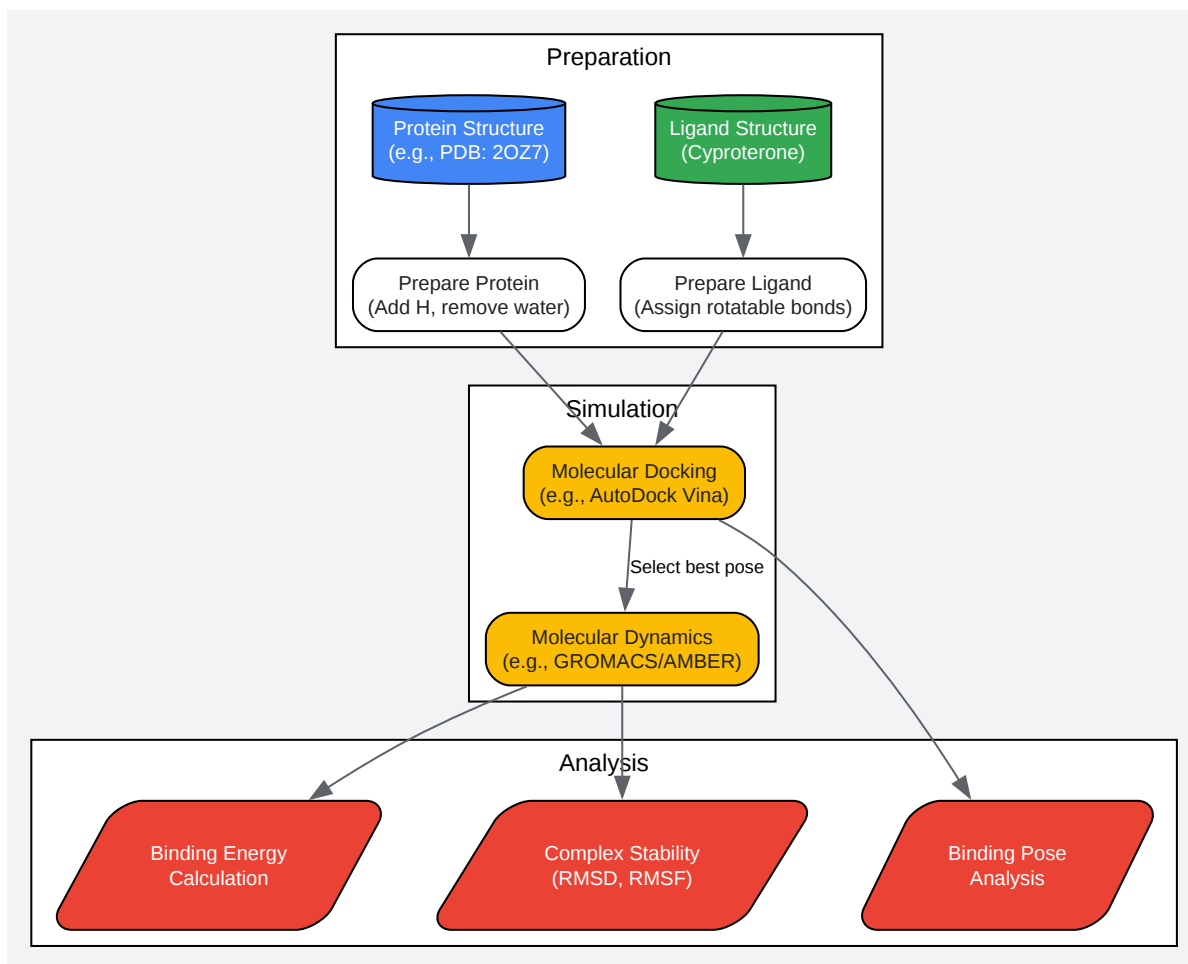 Preparation
Protein Structure
(e.g., PDB: 2OZ7)
Ligand Structure
(Cyproterone)
Prepare Protein
(Add H, remove water)
Prepare Ligand
(Assign rotatable bonds)
Simulation
Molecular Docking
(e.g., AutoDock Vina)
Select best pose
Molecular Dynamics
(e.g., GROMACS/AMBER)
Analysis
Binding Energy
Calculation
Complex Stability
(RMSD, RMSF)
Binding Pose
Analysis